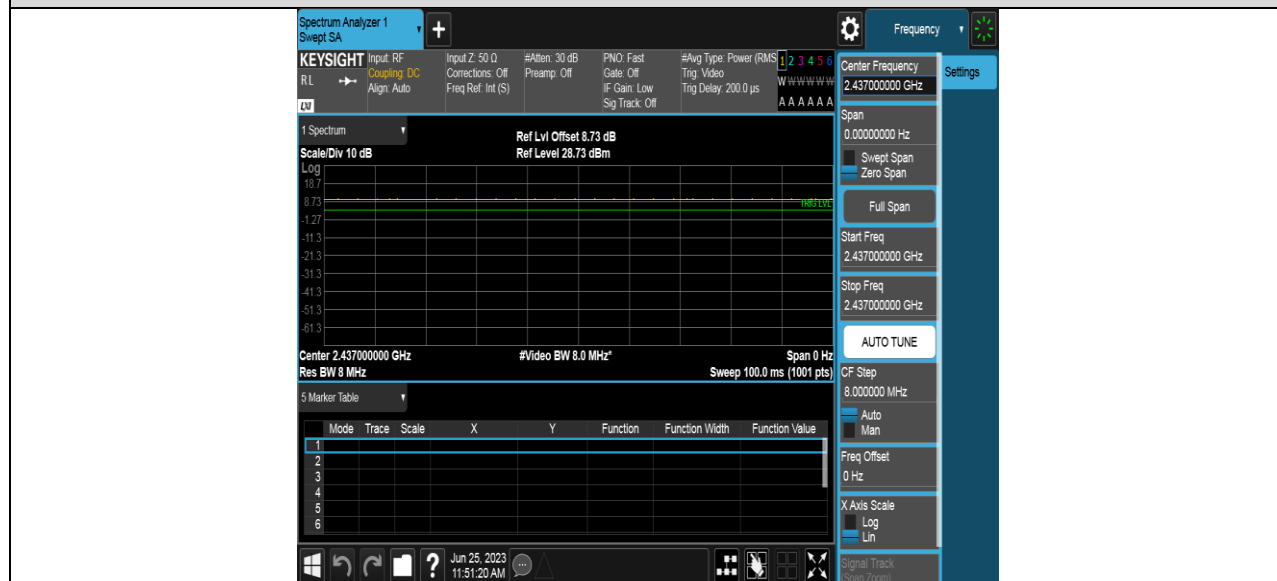 Spectrum Analyzer 1
Swept SA
+
Frequency
KEYSIGHT
RL
LXI
Input: RF
Coupling: DC
Align: Auto
Input Z: 50 Ω
Corrections: Off
Freq Ref: Int (S)
#Atten: 30 dB
Preamp: Off
PNO: Fast
Gate: Off
IF Gain: Low
Sig Track: Off
#Avg Type: Power (RMS
Trig: Video
Trig Delay: 200.0 µs
1 2 3 4 5 6
W W W W W W
A A A A A A
Center Frequency
2.437000000 GHz
Settings
Span
0.00000000 Hz
Swept Span
Zero Span
Full Span
Start Freq
2.437000000 GHz
Stop Freq
2.437000000 GHz
AUTO TUNE
CF Step
8.000000 MHz
Auto
Man
Freq Offset
0 Hz
X Axis Scale
Log
Lin
Signal Track
(Span Zoom)
1 Spectrum
Scale/Div 10 dB
Ref Lvl Offset 8.73 dB
Ref Level 28.73 dBm
Log
18.7
8.73
-1.27
-11.3
-21.3
-31.3
-41.3
-51.3
-61.3
TRIG LVL
Center 2.437000000 GHz
#Video BW 8.0 MHz*
Span 0 Hz
Res BW 8 MHz
Sweep 100.0 ms (1001 pts)
5 Marker Table
Mode Trace Scale X Y Function Function Width Function Value
1
2
3
4
5
6
?
Jun 25, 2023
11:51:20 AM